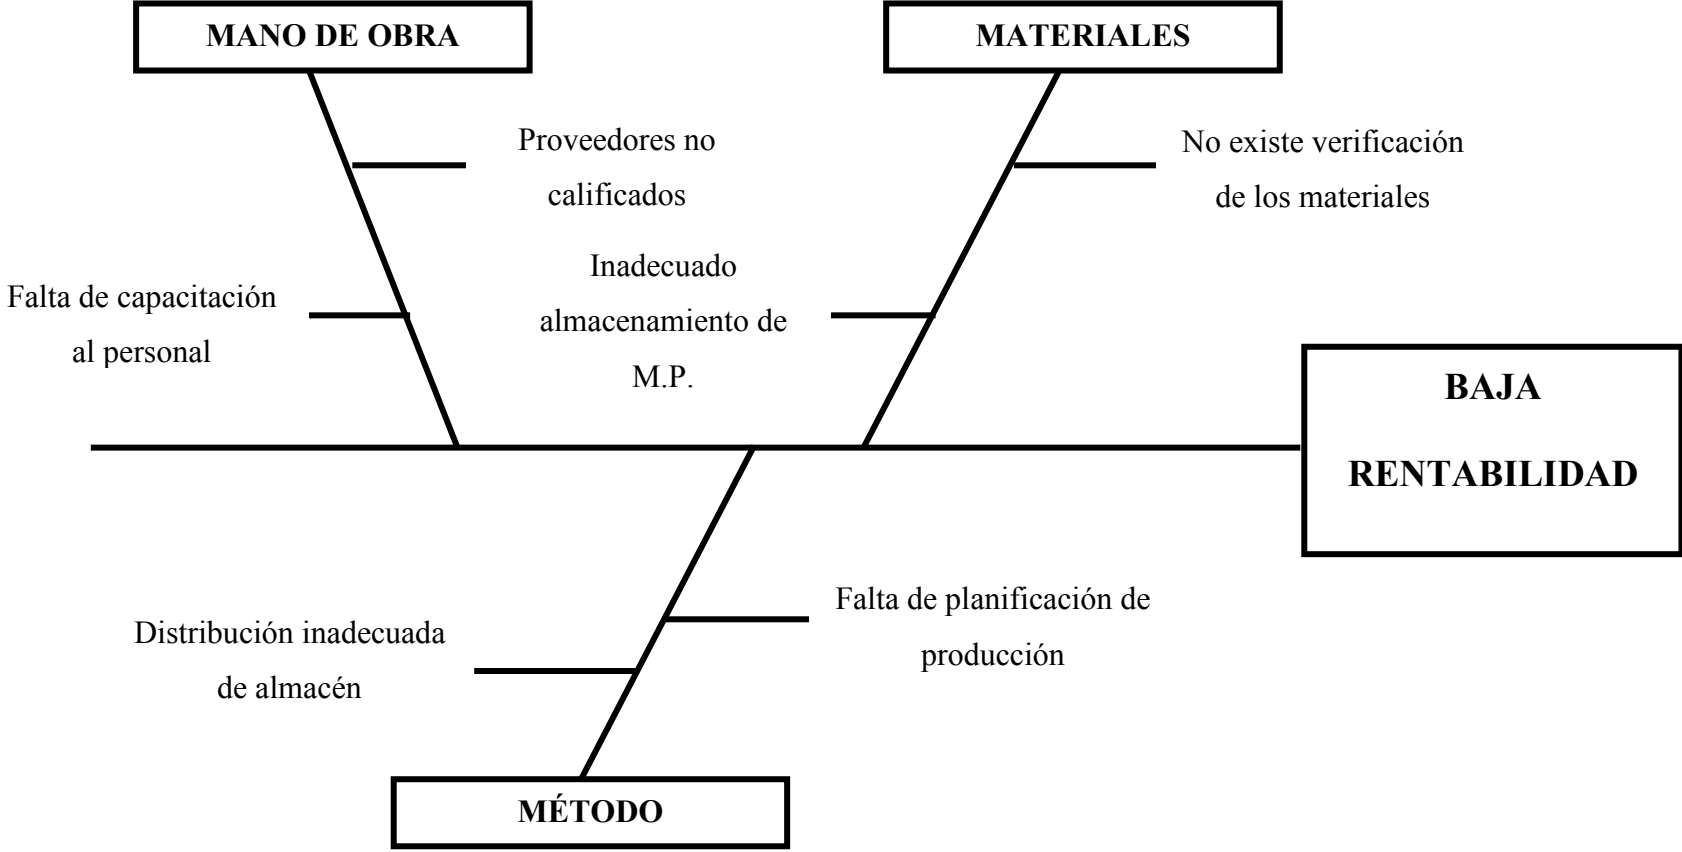 MANO DE OBRA
MATERIALES
Proveedores no
calificados
No existe verificación
de los materiales
Falta de capacitación
al personal
Inadecuado
almacenamiento de
M.P.
BAJA
RENTABILIDAD
Distribución inadecuada
de almacén
Falta de planificación de
producción
MÉTODO